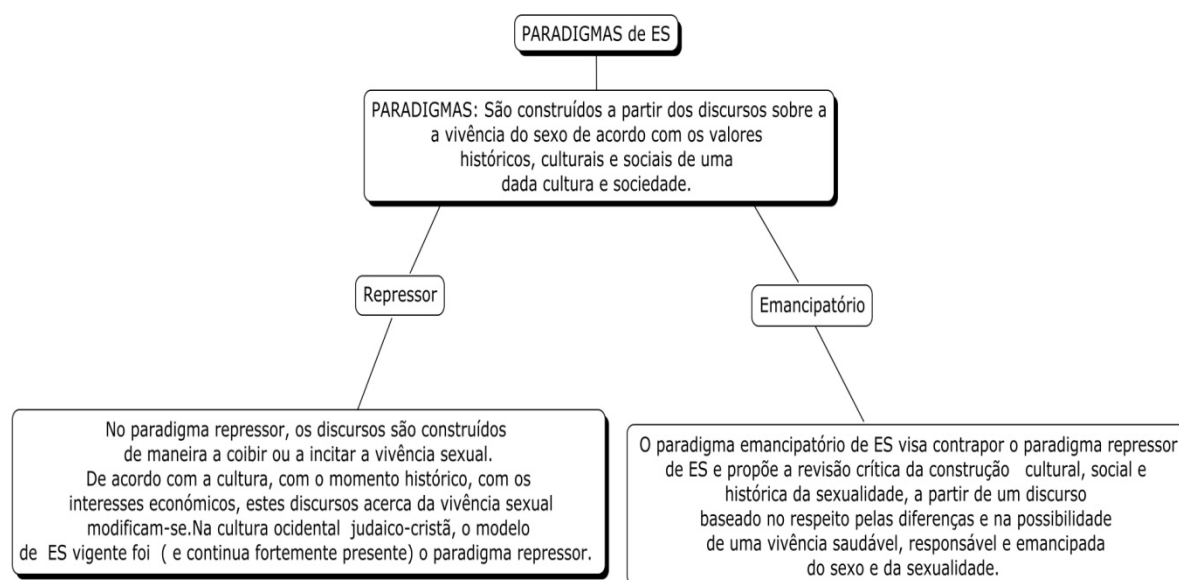 PARADIGMAS de ES
PARADIGMAS: São construídos a partir dos discursos sobre a
a vivência do sexo de acordo com os valores
históricos, culturais e sociais de uma
dada cultura e sociedade.
Repressor
Emancipatório
No paradigma repressor, os discursos são construídos
de maneira a coibir ou a incitar a vivência sexual.
De acordo com a cultura, com o momento histórico, com os
interesses económicos, estes discursos acerca da vivência sexual
modificam-se.Na cultura ocidental judaico-cristã, o modelo
de ES vigente foi ( e continua fortemente presente) o paradigma repressor.
O paradigma emancipatório de ES visa contrapor o paradigma repressor
de ES e propõe a revisão crítica da construção cultural, social e
histórica da sexualidade, a partir de um discurso
baseado no respeito pelas diferenças e na possibilidade
de uma vivência saudável, responsável e emancipada
do sexo e da sexualidade.